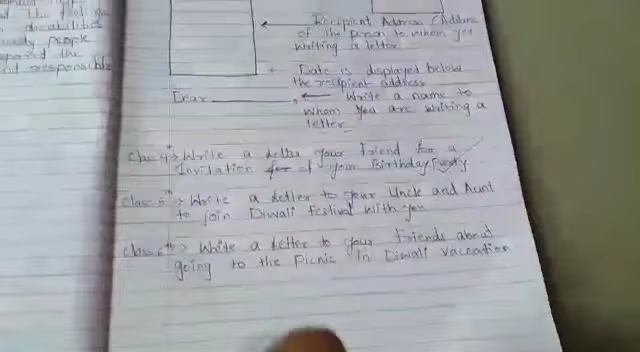 disabilities
people
the
responsible
Recipient Address (Address
of the person to whom you
writing a letter
Date is displayed below
the recipient address
Dear ________, Write a name to
whom you are writing a
letter
Class 4th > Write a letter your friend for a
Invitation for of your Birthday Party
Class 5th > Write a letter to your Uncle and Aunt
to join Diwali Festival with you
Class 6th > Write a letter to your friends about
going to the Picnic In Diwali Vaccation